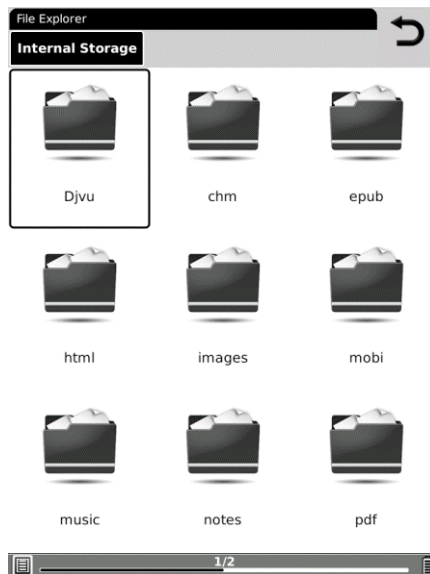 File Explorer
Internal Storage
Djvu chm epub
html images mobi
music notes pdf
1/2